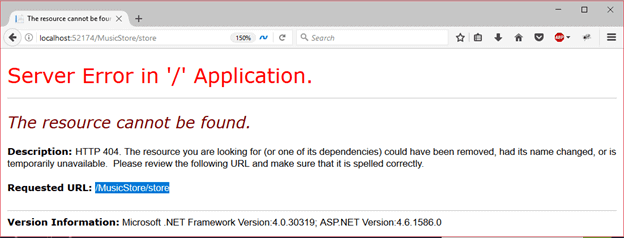 The resource cannot be foun
localhost:52174/MusicStore/store
150%
Search
ABP
Server Error in '/' Application.
The resource cannot be found.
Description: HTTP 404. The resource you are looking for (or one of its dependencies) could have been removed, had its name changed, or is
temporarily unavailable.  Please review the following URL and make sure that it is spelled correctly.
Requested URL: /MusicStore/store
Version Information: Microsoft .NET Framework Version:4.0.30319; ASP.NET Version:4.6.1586.0